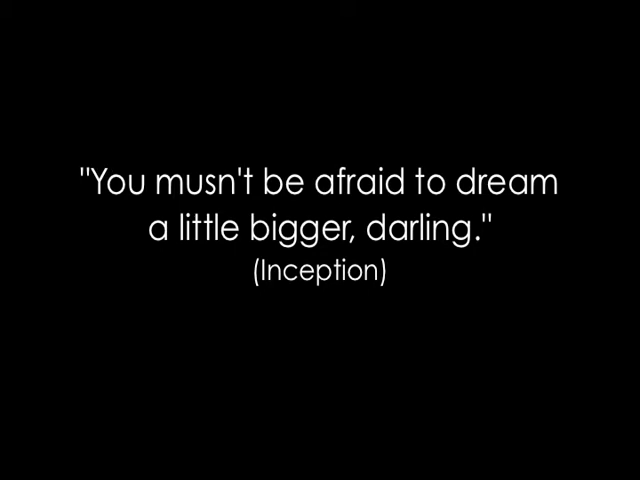 "You musn't be afraid to dream
a little bigger, darling."
(Inception)